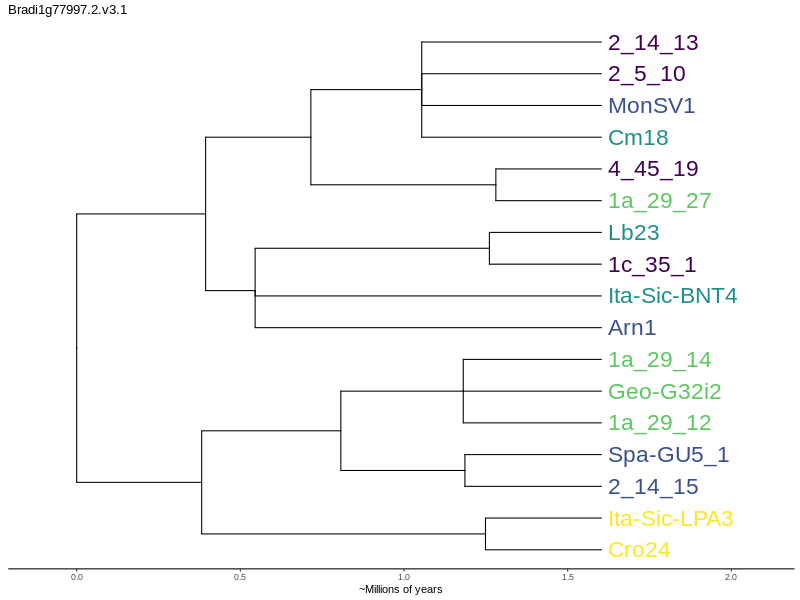 Bradi1g77997.2.v3.1
2_14_13
2_5_10
MonSV1
Cm18
4_45_19
1a_29_27
Lb23
1c_35_1
Ita-Sic-BNT4
Arn1
1a_29_14
Geo-G32i2
1a_29_12
Spa-GU5_1
2_14_15
Ita-Sic-LPA3
Cro24
0.0 0.5 1.0 1.5 2.0
~Millions of years